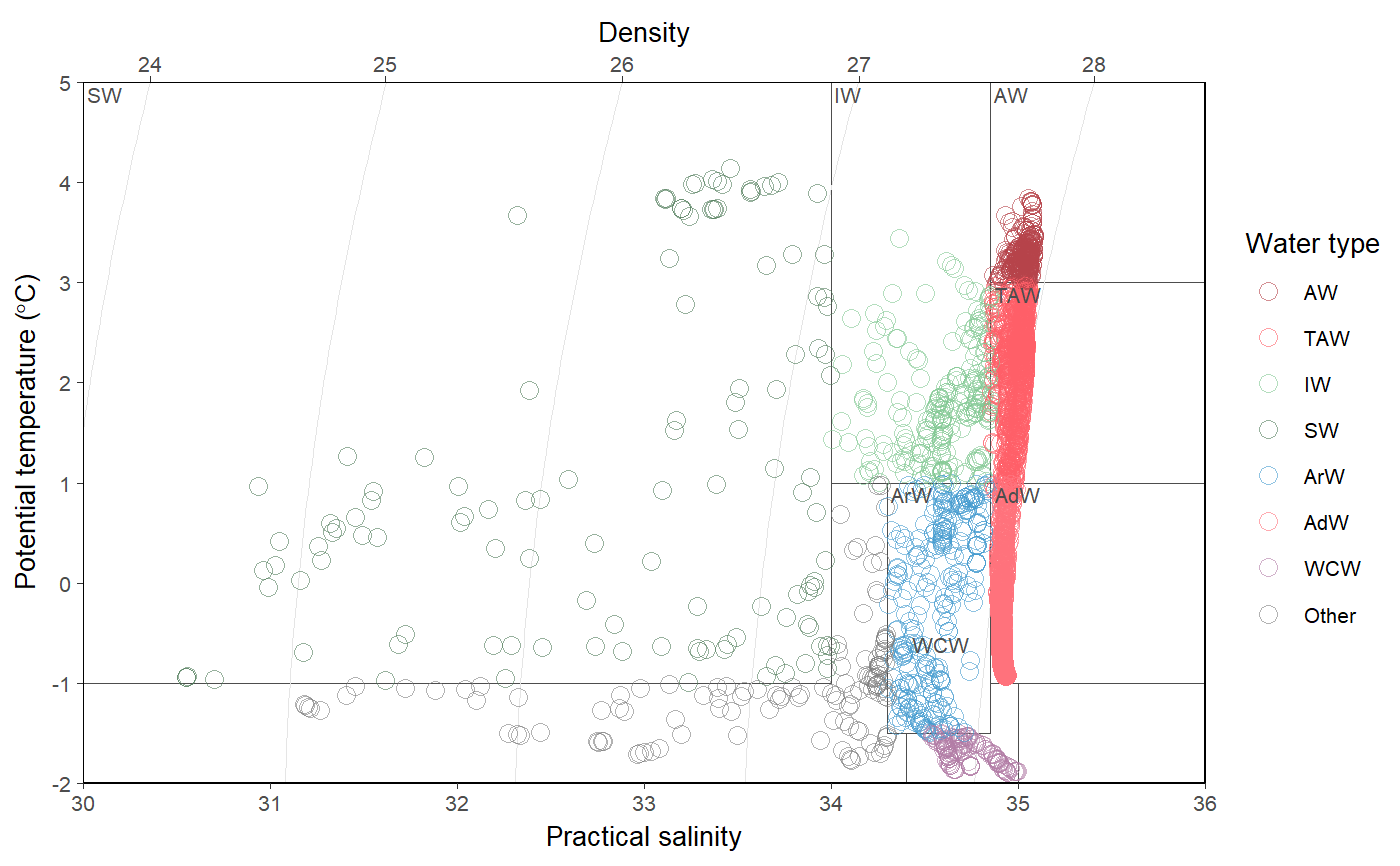 Density
24 25 26 27 28
5 SW IW AW
4
3
TAW
2
1
ArW AdW
0
WCW
-1
-2
30 31 32 33 34 35 36
Practical salinity
Potential temperature (°C)
Water type
AW
TAW
IW
SW
ArW
AdW
WCW
Other